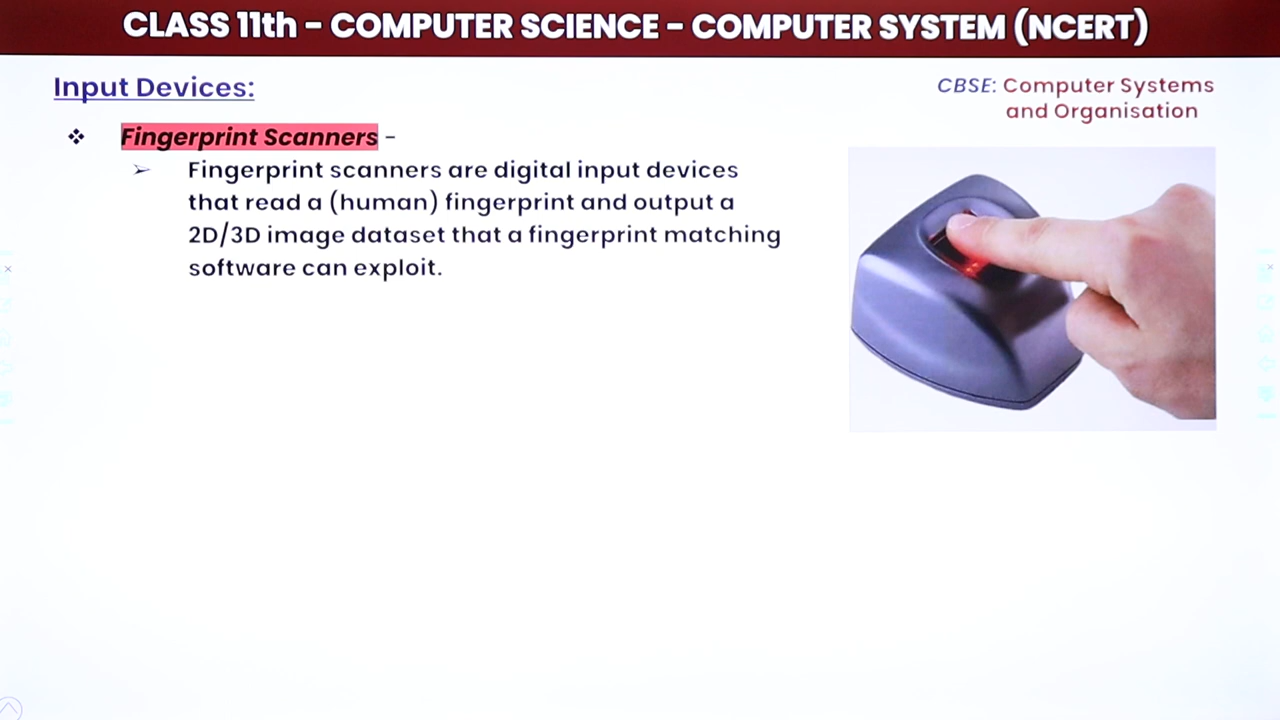 CLASS 11th - COMPUTER SCIENCE - COMPUTER SYSTEM (NCERT)
Input Devices:
CBSE: Computer Systems
and Organisation
❖ Fingerprint Scanners -
➢ Fingerprint scanners are digital input devices
that read a (human) fingerprint and output a
2D/3D image dataset that a fingerprint matching
software can exploit.